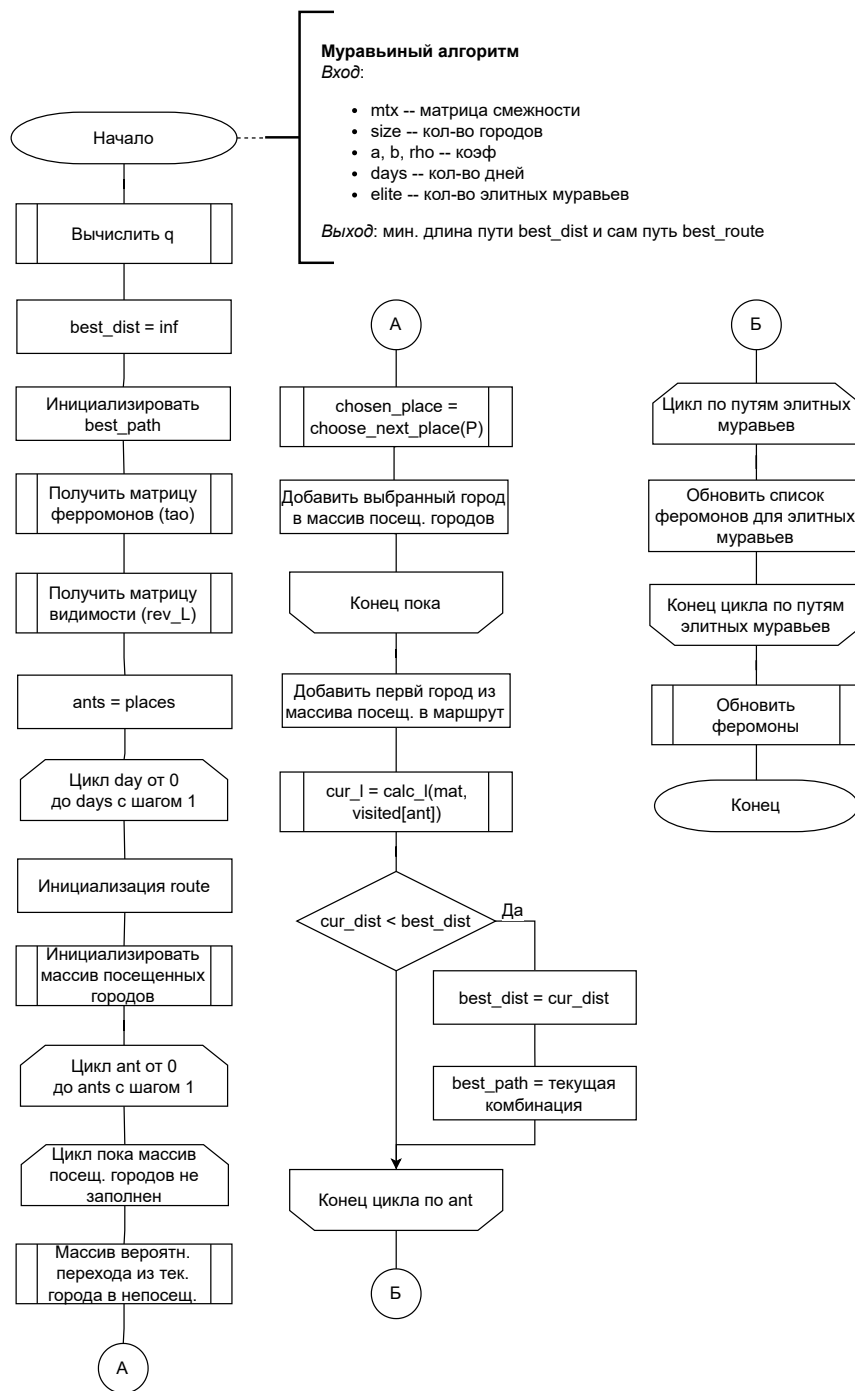 Муравьиный алгоритм
Вход:
• mtx -- матрица смежности
• size -- кол-во городов
• a, b, rho -- коэф
• days -- кол-во дней
• elite -- кол-во элитных муравьев
Выход: мин. длина пути best_dist и сам путь best_route
Начало
Вычислить q
best_dist = inf
Инициализировать
best_path
Получить матрицу
ферромонов (tao)
Получить матрицу
видимости (rev_L)
ants = places
Цикл day от 0
до days с шагом 1
Инициализация route
Инициализировать
массив посещенных
городов
Цикл ant от 0
до ants с шагом 1
Цикл пока массив
посещ. городов не
заполнен
Массив вероятн.
перехода из тек.
города в непосещ.
А
А
chosen_place =
choose_next_place(P)
Добавить выбранный город
в массив посещ. городов
Конец пока
Добавить первй город из
массива посещ. в маршрут
cur_l = calc_l(mat,
visited[ant])
cur_dist < best_dist
Да
best_dist = cur_dist
best_path = текущая
комбинация
Конец цикла по ant
Б
Б
Цикл по путям элитных
муравьев
Обновить список
феромонов для элитных
муравьев
Конец цикла по путям
элитных муравьев
Обновить
феромоны
Конец